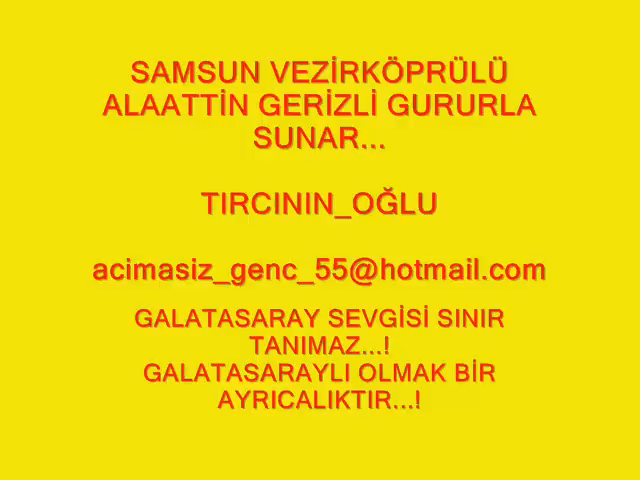 SAMSUN VEZİRKÖPRÜLÜ
ALAATTİN GERİZLİ GURURLA
SUNAR...
TIRCININ_OĞLU
acimasiz_genc_55@hotmail.com
GALATASARAY SEVGİSİ SINIR
TANIMAZ...!
GALATASARAYLI OLMAK BİR
AYRICALIKTIR...!